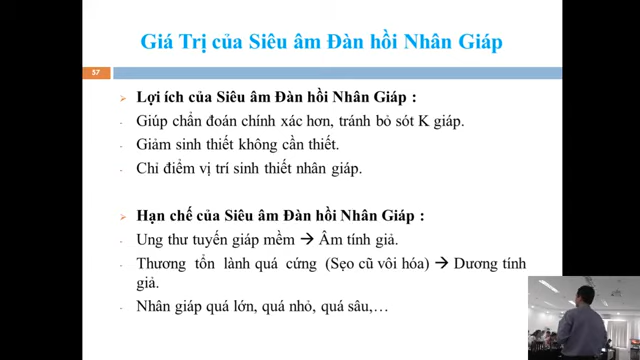 Giá Trị của Siêu âm Đàn hồi Nhân Giáp
57
➢ Lợi ích của Siêu âm Đàn hồi Nhân Giáp :
- Giúp chẩn đoán chính xác hơn, tránh bỏ sót K giáp.
- Giảm sinh thiết không cần thiết.
- Chỉ điểm vị trí sinh thiết nhân giáp.
➢ Hạn chế của Siêu âm Đàn hồi Nhân Giáp :
- Ung thư tuyến giáp mềm → Âm tính giả.
- Thương tổn lành quá cứng (Sẹo cũ vôi hóa) → Dương tính
giả.
- Nhân giáp quá lớn, quá nhỏ, quá sâu,…